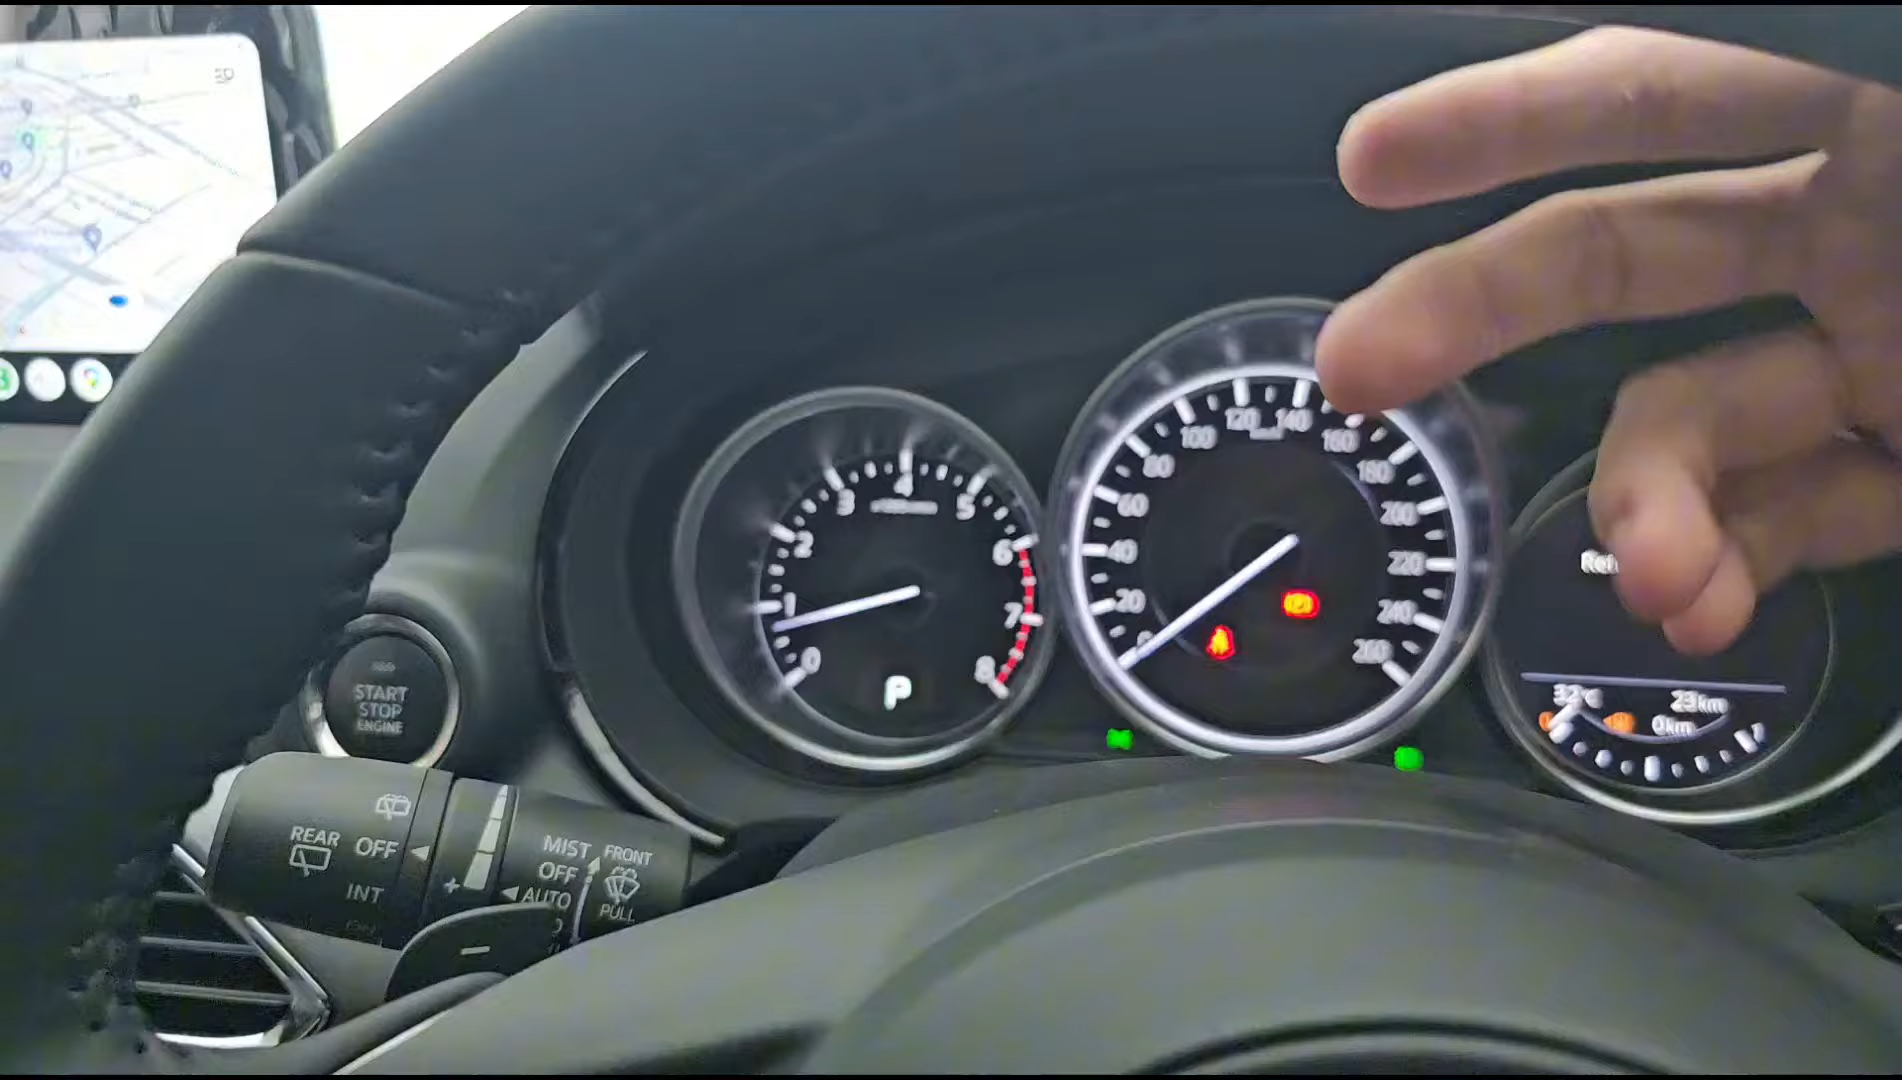 120
140
100
160
80
180
4
3
5
60
200
2
6
40
220
1
7
20
240
0
0
260
8
P
32°C
23km
0km
START
STOP
ENGINE
REAR
OFF
INT
MIST
OFF
AUTO
FRONT
PULL
+
−